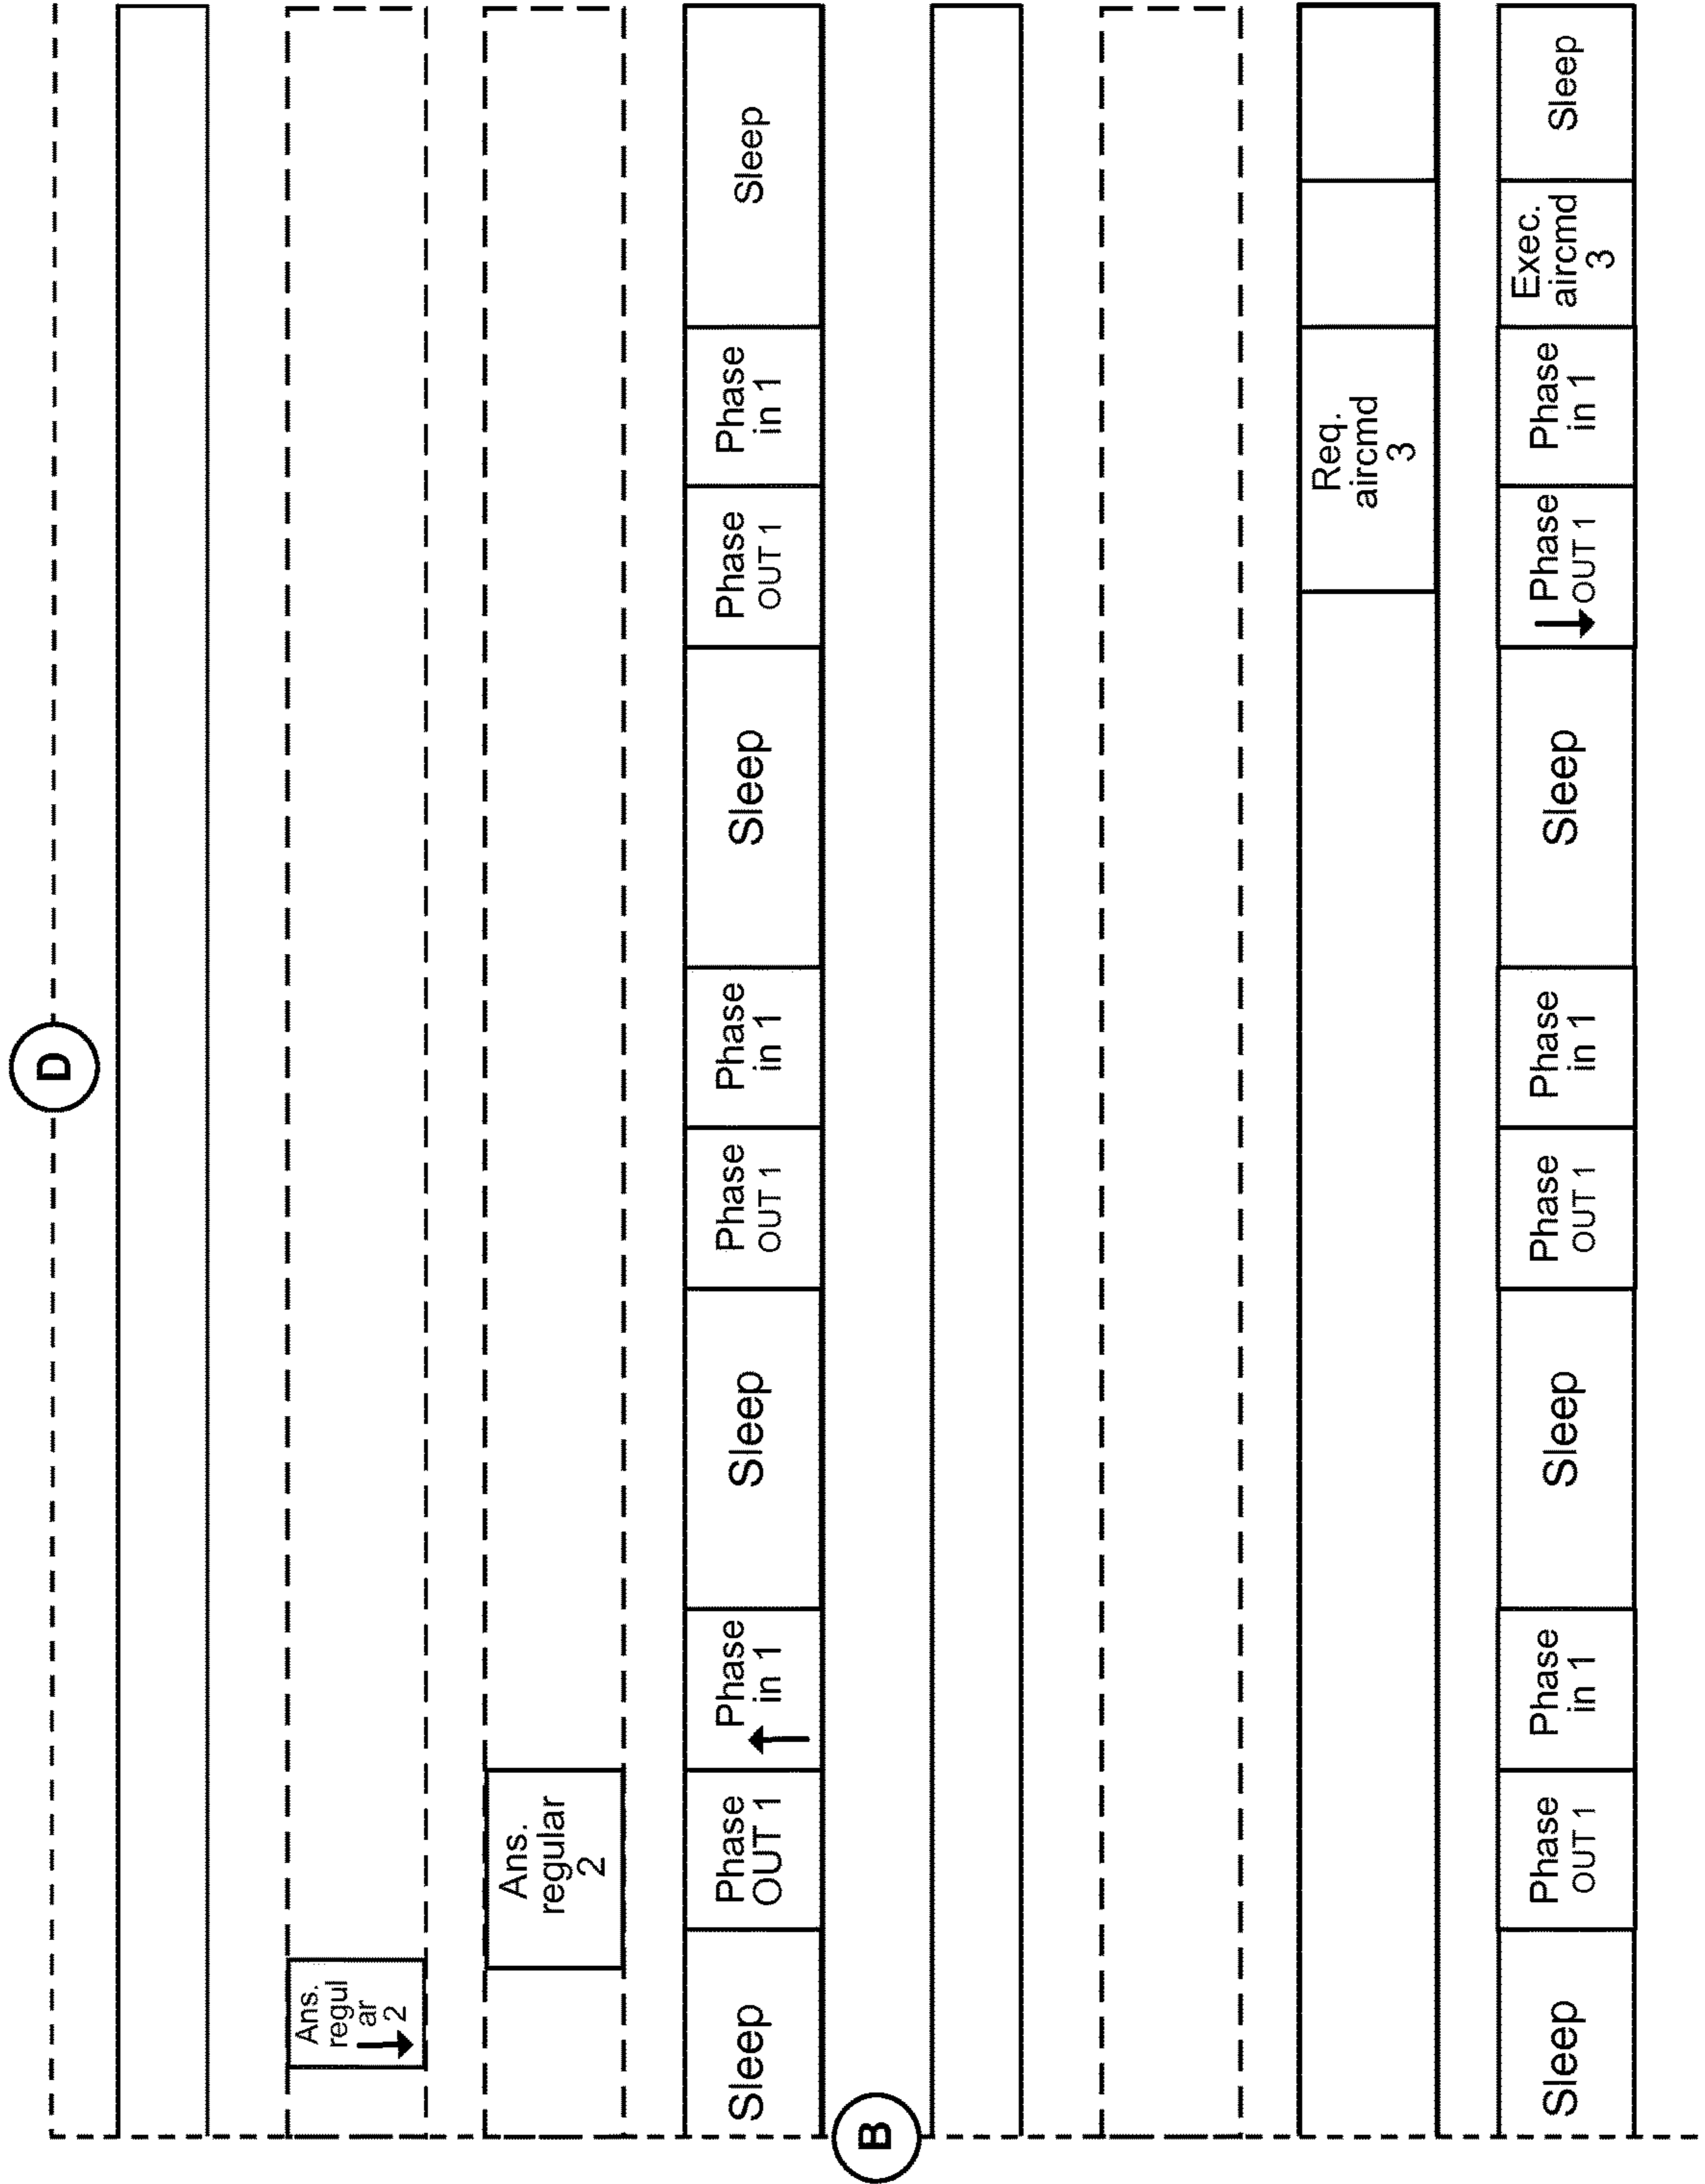 D
Ans.
regul
ar
2
Ans.
regular
2
Sleep
Phase
OUT 1
Phase
in 1
Sleep
Phase
OUT 1
Phase
in 1
Sleep
Phase
OUT 1
Phase
in 1
Sleep
B
Req.
aircmd
3
Sleep
Phase
OUT 1
Phase
in 1
Sleep
Phase
OUT 1
Phase
in 1
Sleep
Phase
OUT 1
Phase
in 1
Exec.
aircmd
3
Sleep